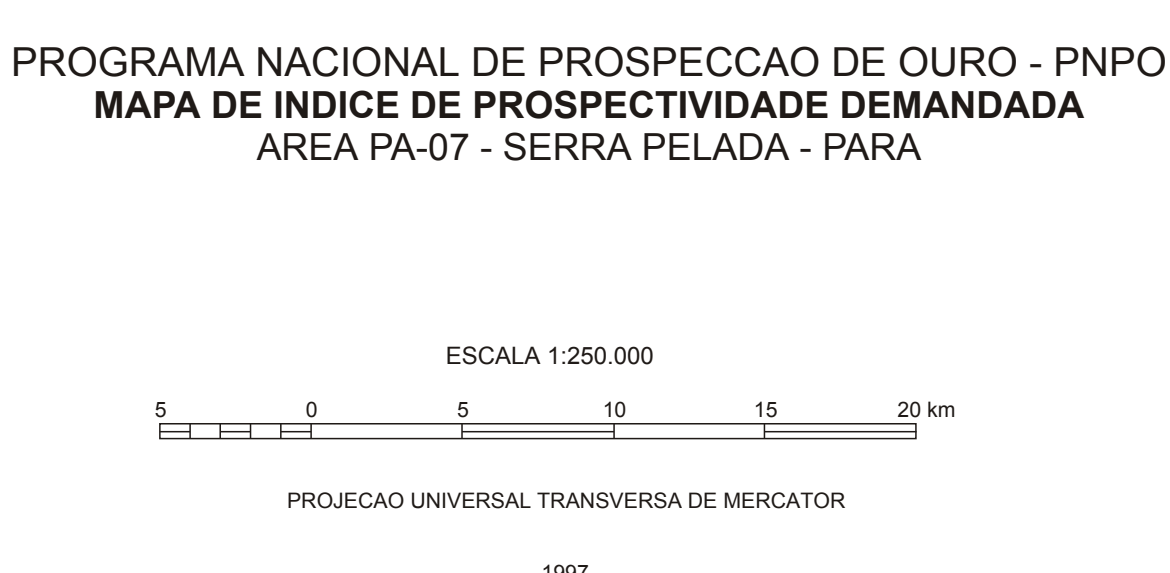 PROGRAMA NACIONAL DE PROSPECCAO DE OURO - PNPO
MAPA DE INDICE DE PROSPECTIVIDADE DEMANDADA
AREA PA-07 - SERRA PELADA - PARA
ESCALA 1:250.000
5 0 5 10 15 20 km
PROJECAO UNIVERSAL TRANSVERSA DE MERCATOR
1997